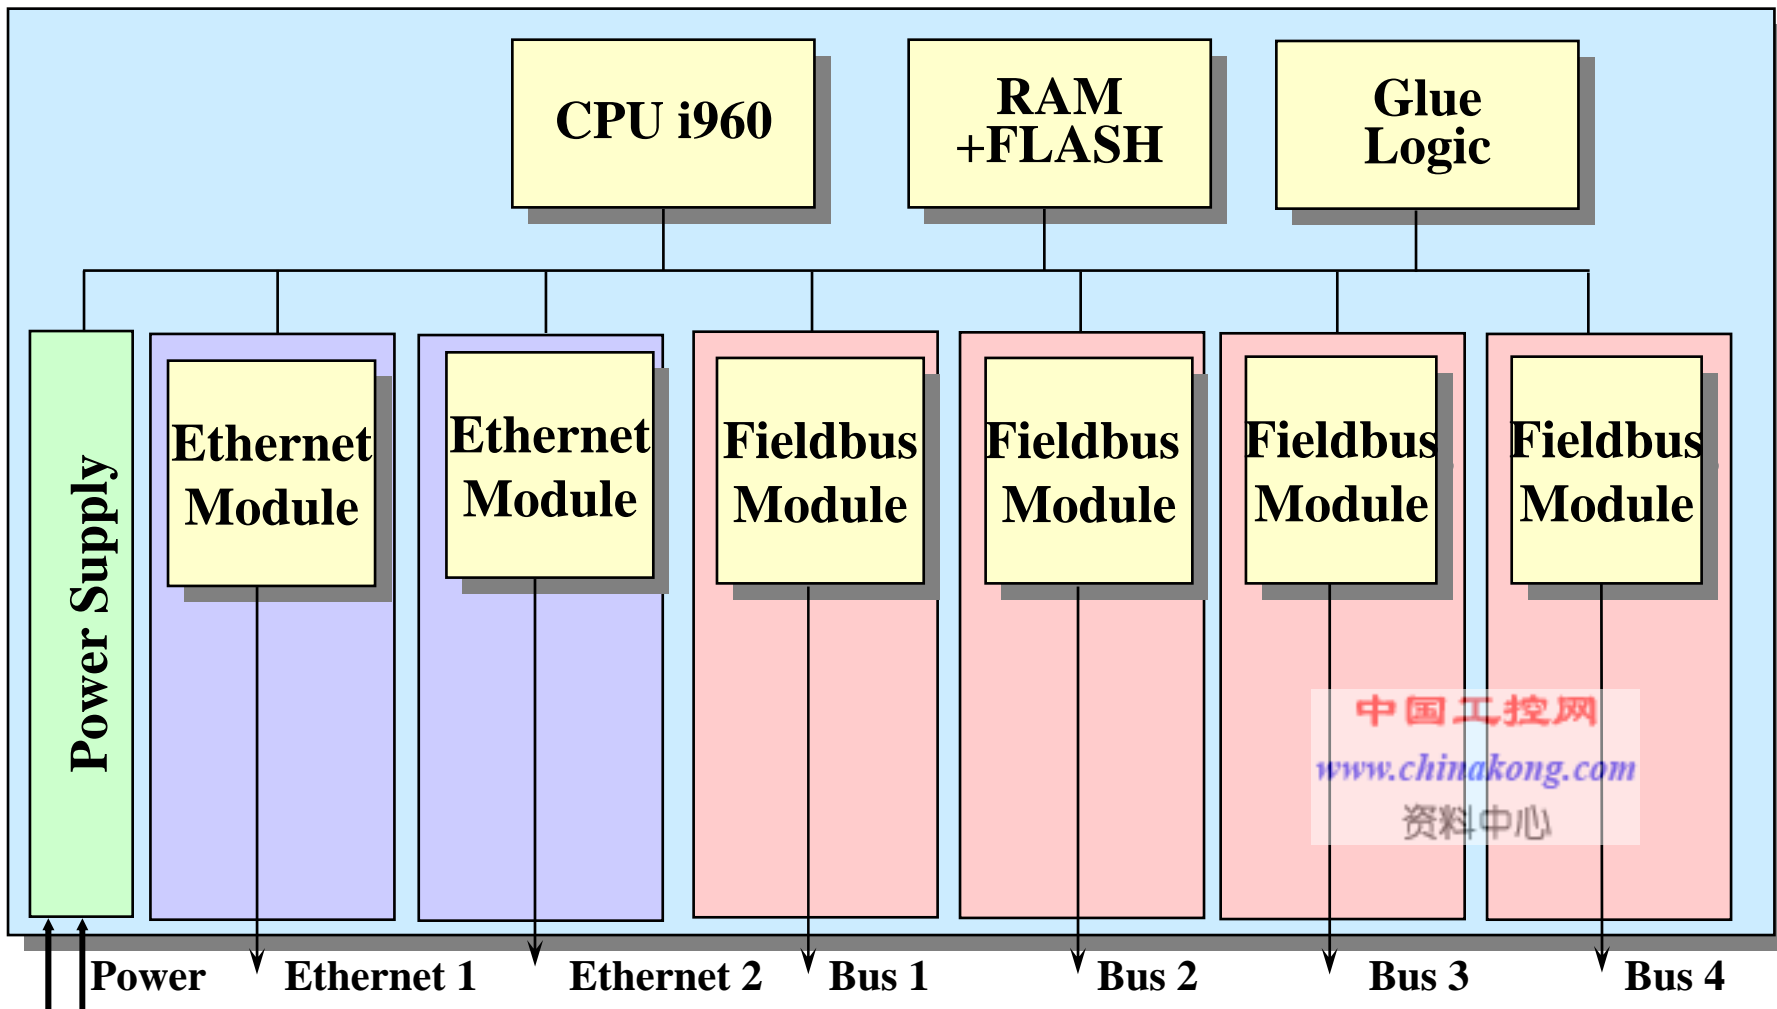 CPU i960
RAM
+FLASH
Glue
Logic
Power Supply
Ethernet
Module
Ethernet
Module
Fieldbus
Module
Fieldbus
Module
Fieldbus
Module
Fieldbus
Module
中国工控网
www.chinakong.com
资料中心
Power
Ethernet 1
Ethernet 2
Bus 1
Bus 2
Bus 3
Bus 4